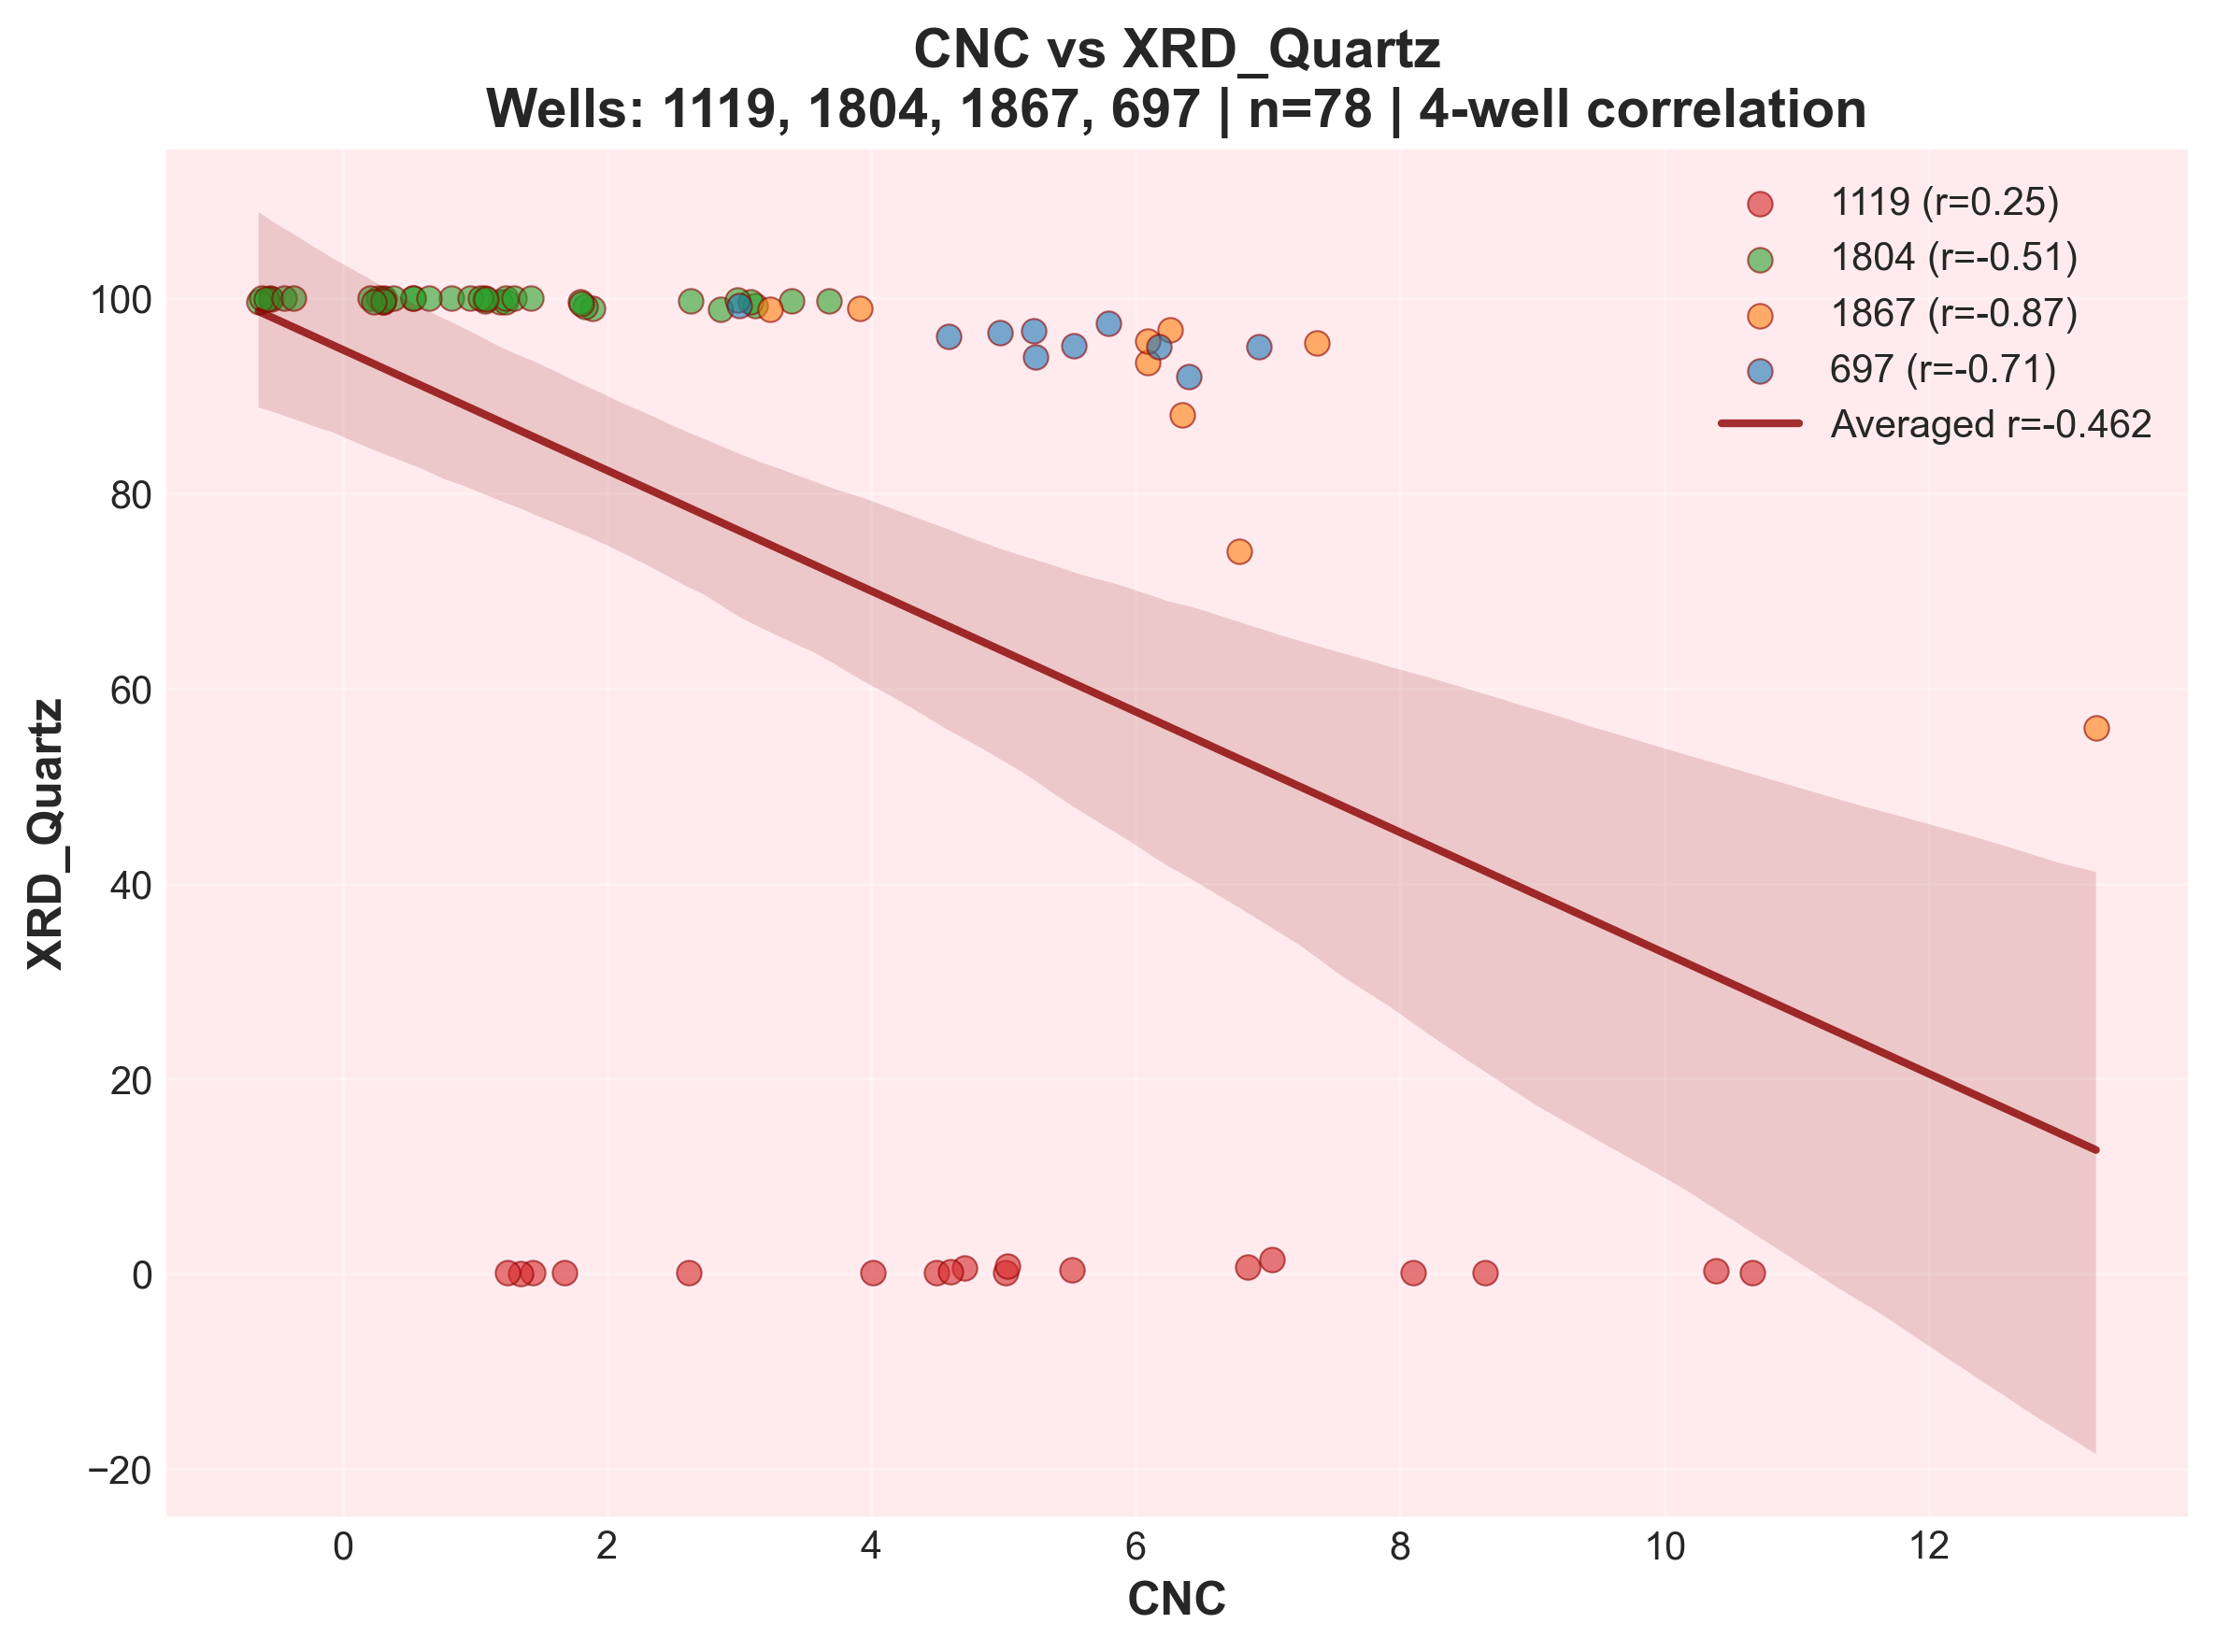 CNC vs XRD_Quartz
Wells: 1119, 1804, 1867, 697 | n=78 | 4-well correlation
1119 (r=0.25)
1804 (r=-0.51)
1867 (r=-0.87)
697 (r=-0.71)
Averaged r=-0.462
XRD_Quartz
100
80
60
40
20
0
−20
0 2 4 6 8 10 12
CNC